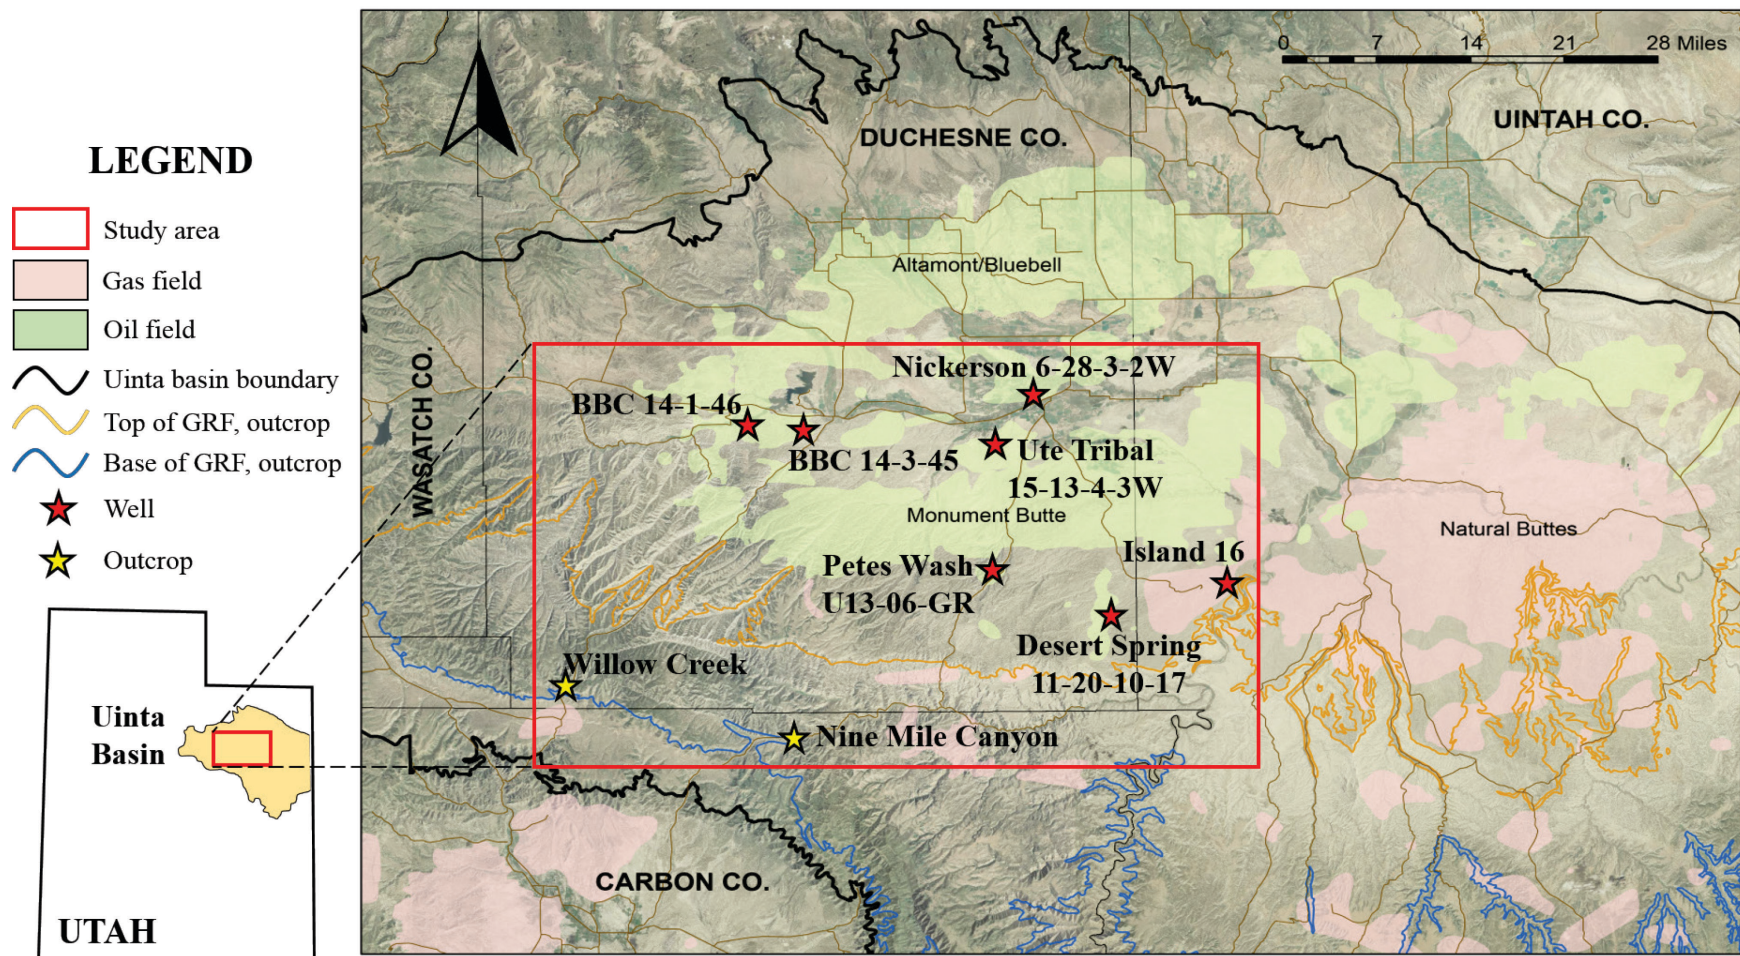 LEGEND
Study area
Gas field
Oil field
Uinta basin boundary
Top of GRF, outcrop
Base of GRF, outcrop
Well
Outcrop
Uinta
Basin
UTAH
0 7 14 21 28 Miles
DUCHESNE CO.
UINTAH CO.
WASATCH CO.
Altamont/Bluebell
Nickerson 6-28-3-2W
BBC 14-1-46
BBC 14-3-45
Ute Tribal
15-13-4-3W
Monument Butte
Natural Buttes
Island 16
Petes Wash
U13-06-GR
Desert Spring
11-20-10-17
Willow Creek
Nine Mile Canyon
CARBON CO.